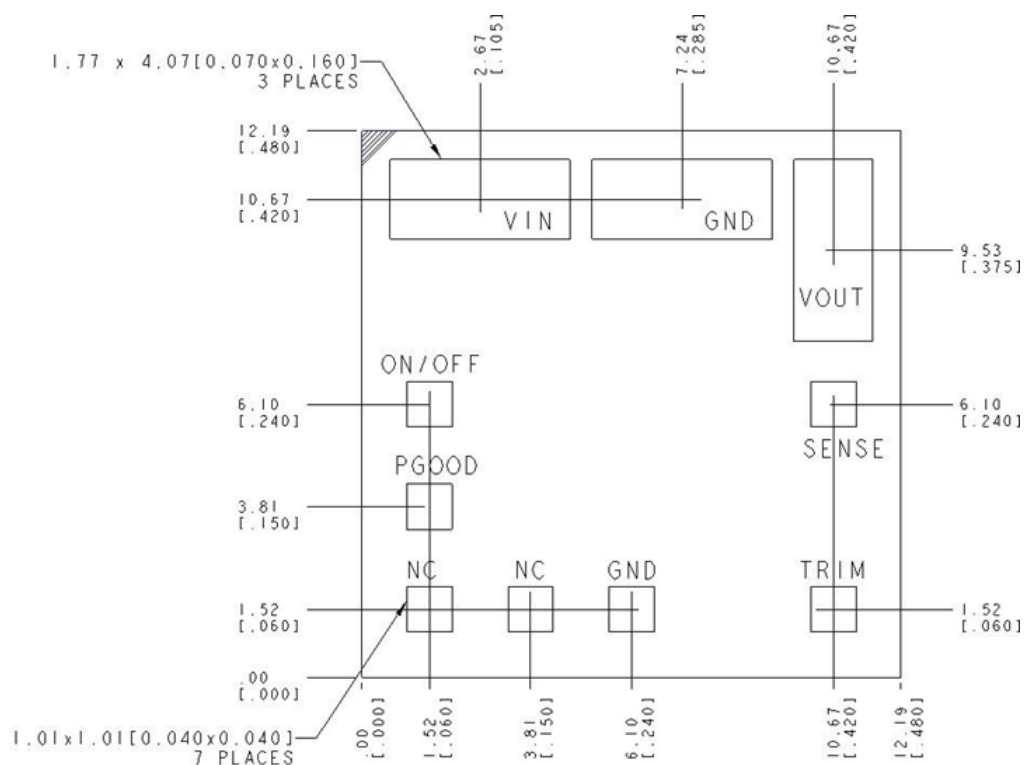 2.67
[.105]
7.24
[.285]
10.67
[.420]
1.77 x 4.07[0.070x0.160]
3 PLACES
12.19
[.480]
10.67
[.420]
VIN
GND
9.53
[.375]
VOUT
ON/OFF
6.10
[.240]
6.10
[.240]
SENSE
PGOOD
3.81
[.150]
NC
NC
GND
TRIM
1.52
[.060]
1.52
[.060]
.00
[.000]
.00
[.000]
1.52
[.060]
3.81
[.150]
6.10
[.240]
10.67
[.420]
12.19
[.480]
1.01x1.01[0.040x0.040]
7 PLACES